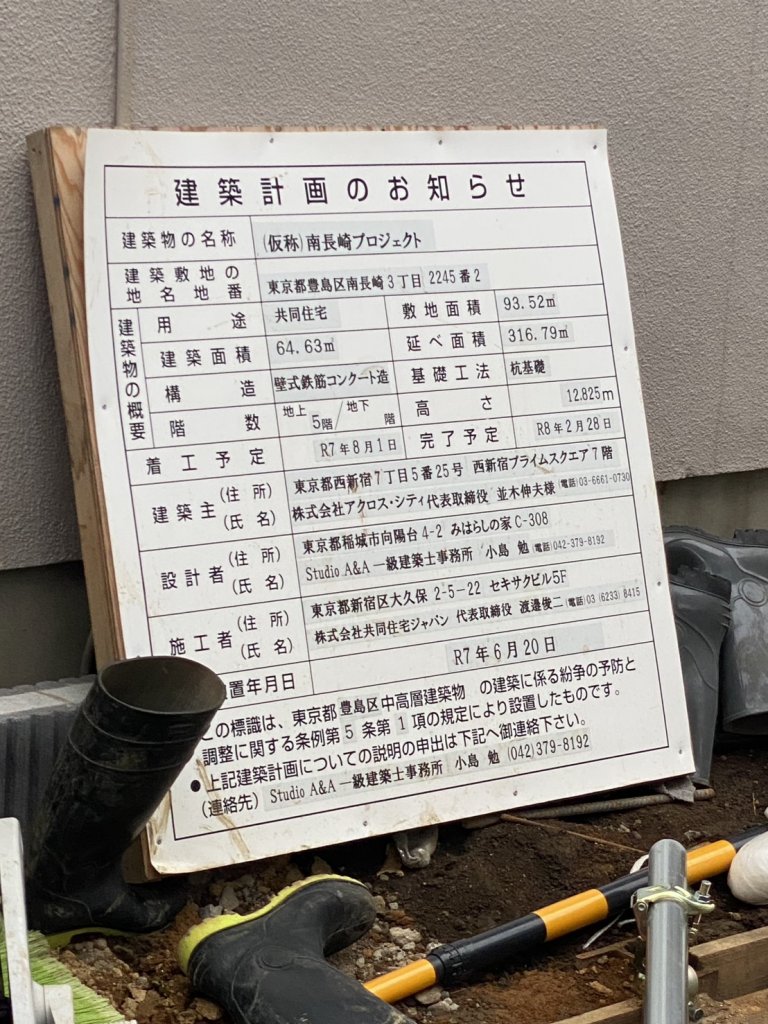 建築計画のお知らせ
建築物の名称 (仮称)南長崎プロジェクト
建築敷地の地名地番 東京都豊島区南長崎3丁目 2245番2
建築物の概要
用途 共同住宅 敷地面積 93.52㎡
建築面積 64.63㎡ 延べ面積 316.79㎡
構造 壁式鉄筋コンクート造 基礎工法 杭基礎
階数 地上 5階/地下 階 高さ 12.825m
着工予定 R7年8月1日 完了予定 R8年2月28日
建築主 (住所) 東京都西新宿7丁目5番25号 西新宿プライムスクエア7階
(氏名) 株式会社アクロス・シティ代表取締役 並木伸夫様 (電話)03-6661-0730
設計者 (住所) 東京都稲城市向陽台4-2 みはらしの家C-308
(氏名) Studio A&A 一級建築士事務所 小島 勉 (電話)042-379-8192
施工者 (住所) 東京都新宿区大久保 2-5-22 セキサクビル5F
(氏名) 株式会社共同住宅ジャパン 代表取締役 渡邉俊二 (電話)03 (6233) 8415
置年月日 R7年6月20日
この標識は、東京都豊島区中高層建築物 の建築に係る紛争の予防と
調整に関する条例第5条第1項の規定により設置したものです。
●上記建築計画についての説明の申出は下記へ御連絡下さい。
(連絡先) Studio A&A 一級建築士事務所 小島 勉 (042)379-8192